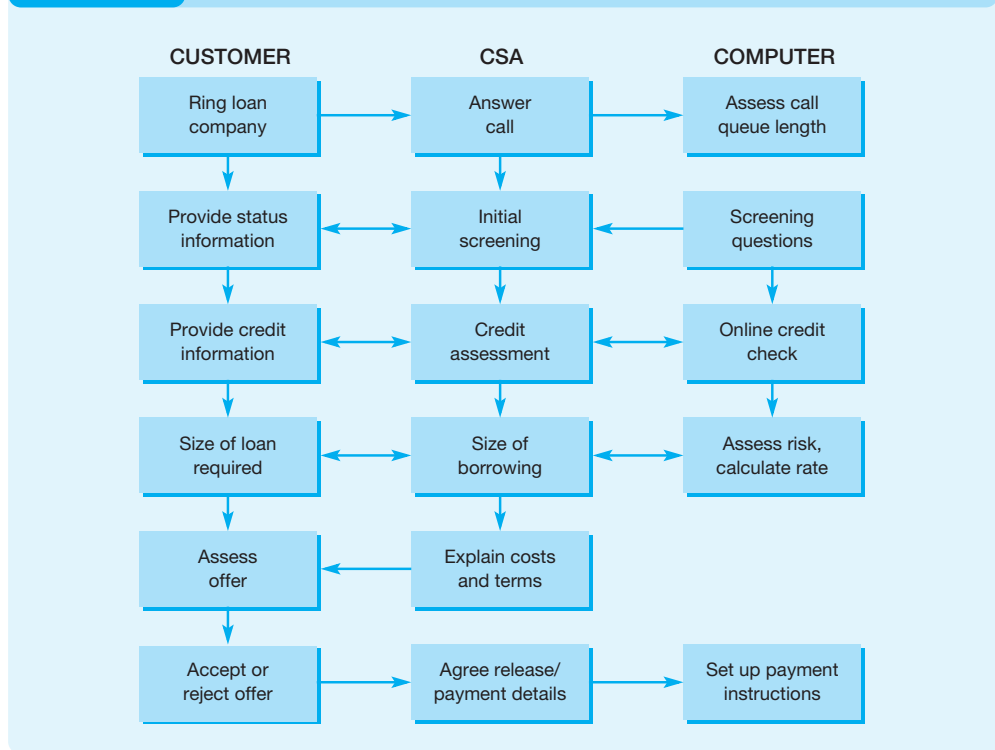 CUSTOMER
CSA
COMPUTER
Ring loan
company
Answer
call
Assess call
queue length
Provide status
information
Initial
screening
Screening
questions
Provide credit
information
Credit
assessment
Online credit
check
Size of loan
required
Size of
borrowing
Assess risk,
calculate rate
Assess
offer
Explain costs
and terms
Accept or
reject offer
Agree release/
payment details
Set up payment
instructions